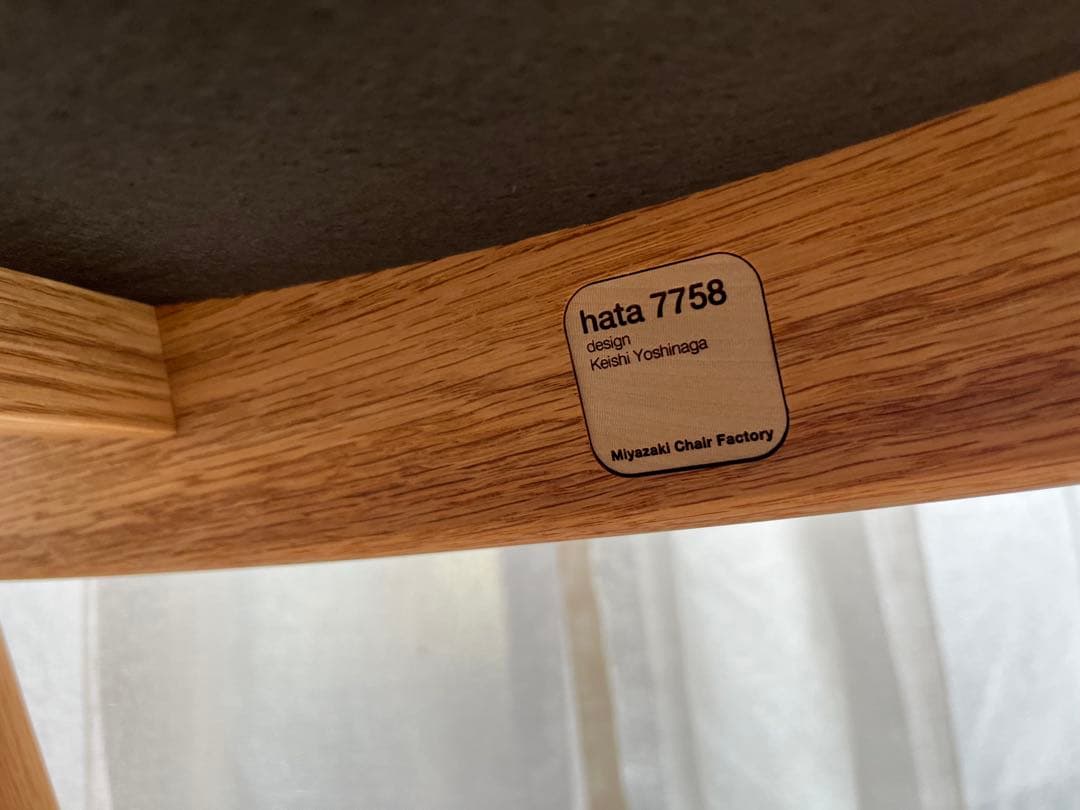 hata 7758
design
Keishi Yoshinaga
Miyazaki Chair Factory